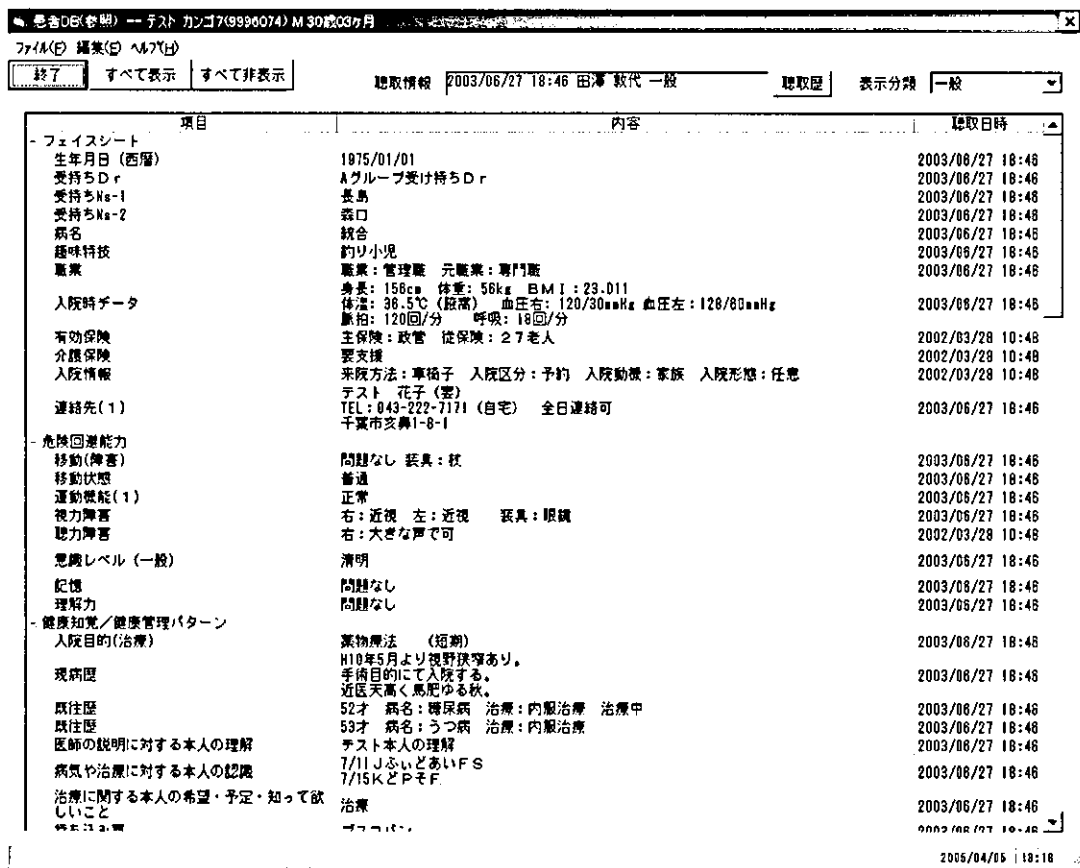 患者DB(参照) -- テスト カンゴ7(9996074) M 30歳03ヶ月
ファイル(F) 編集(E) ヘルプ(H)
終了 すべて表示 すべて非表示 聴取情報 2003/06/27 18:46 田澤 敦代 一般 聴取歴 表示分類 一般
項目 内容 聴取日時
- フェイスシート
生年月日 (西暦) 1975/01/01 2003/06/27 18:46
受持ちDr Aグループ受け持ちDr 2003/06/27 18:46
受持ちNs-1 長島 2003/06/27 18:46
受持ちNs-2 森口 2003/06/27 18:46
病名 統合 2003/06/27 18:46
趣味特技 釣り小児 2003/06/27 18:46
職業 職業:管理職 元職業:専門職 2003/06/27 18:46
身長: 156cm 体重: 56kg BMI:23.011
入院時データ 体温: 36.5℃ (腋窩) 血圧右: 120/30mmHg 血圧左:128/80mmHg 2003/06/27 18:46
脈拍: 120回/分 呼吸: 18回/分
有効保険 主保険:政管 従保険:27老人 2002/03/28 10:48
介護保険 要支援 2002/03/28 10:48
入院情報 来院方法:車椅子 入院区分:予約 入院動機:家族 入院形態:任意 2002/03/28 10:48
テスト 花子(妻)
連絡先(1) TEL:043-222-7171 (自宅) 全日連絡可 2003/06/27 18:46
千葉市亥鼻1-8-1
- 危険回避能力
移動(障害) 問題なし 装具:杖 2003/06/27 18:46
移動状態 普通 2003/06/27 18:46
運動機能(1) 正常 2003/06/27 18:46
視力障害 右:近視 左:近視 装具:眼鏡 2003/06/27 18:46
聴力障害 右:大きな声で可 2002/03/28 10:48
意識レベル (一般) 清明 2003/06/27 18:46
記憶 問題なし 2003/06/27 18:46
理解力 問題なし 2003/06/27 18:46
- 健康知覚/健康管理パターン
入院目的(治療) 薬物療法 (短期) 2003/06/27 18:46
H10年5月より視野狭窄あり。
現病歴 手術目的にて入院する。 2003/06/27 18:46
近医天高く馬肥ゆる秋。
既往歴 52才 病名:糖尿病 治療:内服治療 治療中 2003/06/27 18:46
既往歴 53才 病名:うつ病 治療:内服治療 2003/06/27 18:46
医師の説明に対する本人の理解 テスト本人の理解 2003/06/27 18:46
7/11 JふぃどあいFS
病気や治療に対する本人の認識 2003/06/27 18:46
7/15KどPそF
治療に関する本人の希望・予定・知って欲しいこと 治療 2003/06/27 18:46
2005/04/05 18:18